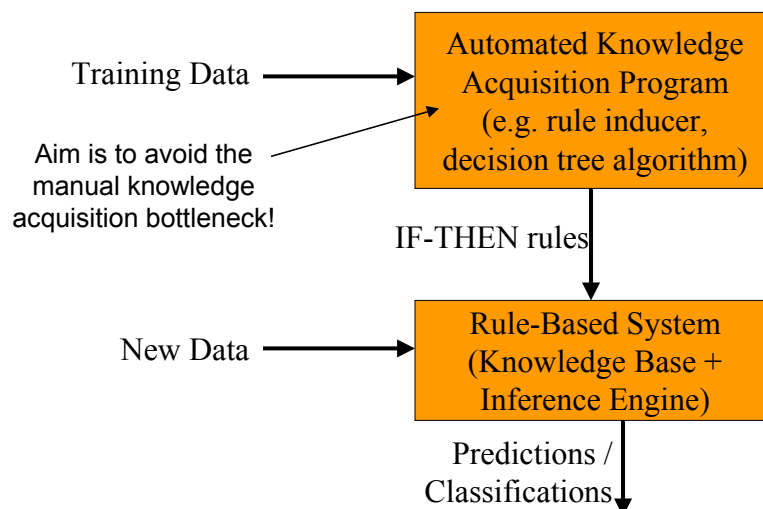 Training Data
Automated Knowledge
Acquisition Program
(e.g. rule inducer,
decision tree algorithm)
Aim is to avoid the
manual knowledge
acquisition bottleneck!
IF-THEN rules
New Data
Rule-Based System
(Knowledge Base +
Inference Engine)
Predictions /
Classifications